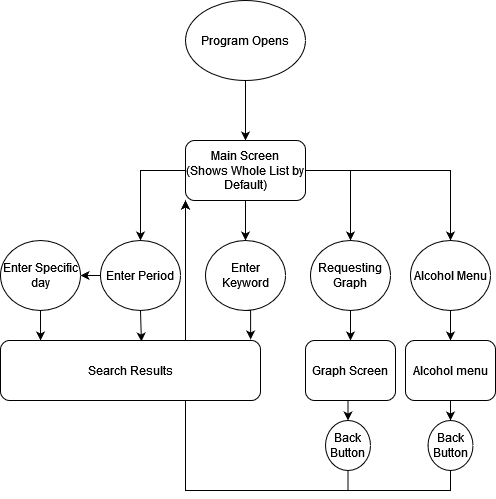 Program Opens
Main Screen
(Shows Whole List by
Default)
Enter Specific
day
Enter Period
Enter
Keyword
Requesting
Graph
Alcohol Menu
Search Results
Graph Screen
Alcohol menu
Back
Button
Back
Button